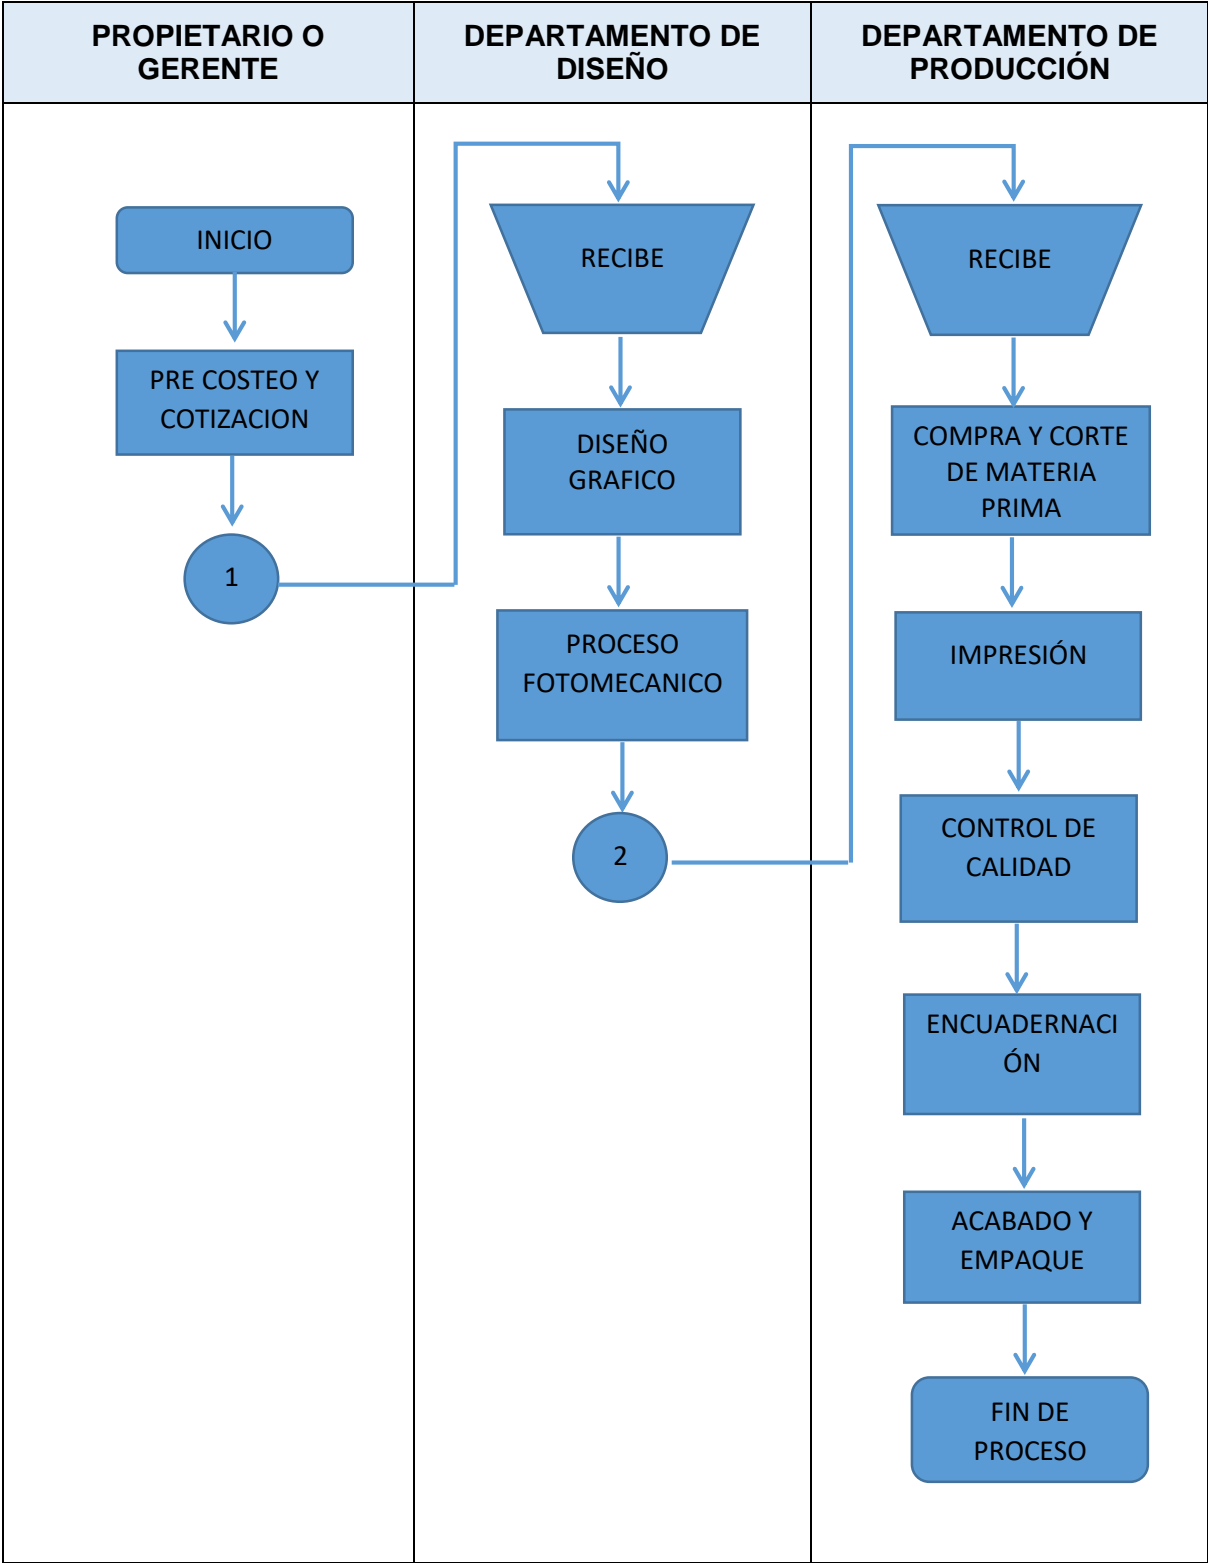 PROPIETARIO O
GERENTE
DEPARTAMENTO DE
DISEÑO
DEPARTAMENTO DE
PRODUCCIÓN
INICIO
PRE COSTEO Y
COTIZACION
1
RECIBE
DISEÑO
GRAFICO
PROCESO
FOTOMECANICO
2
RECIBE
COMPRA Y CORTE
DE MATERIA
PRIMA
IMPRESIÓN
CONTROL DE
CALIDAD
ENCUADERNACI
ÓN
ACABADO Y
EMPAQUE
FIN DE
PROCESO